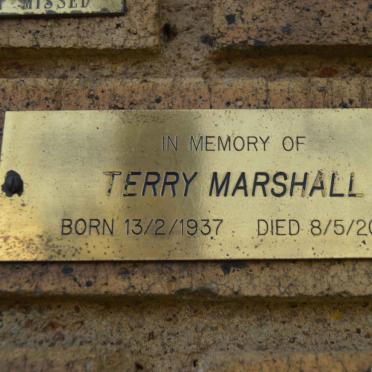 MISSED
IN MEMORY OF
TERRY MARSHALL
BORN 13/2/1937 DIED 8/5/20